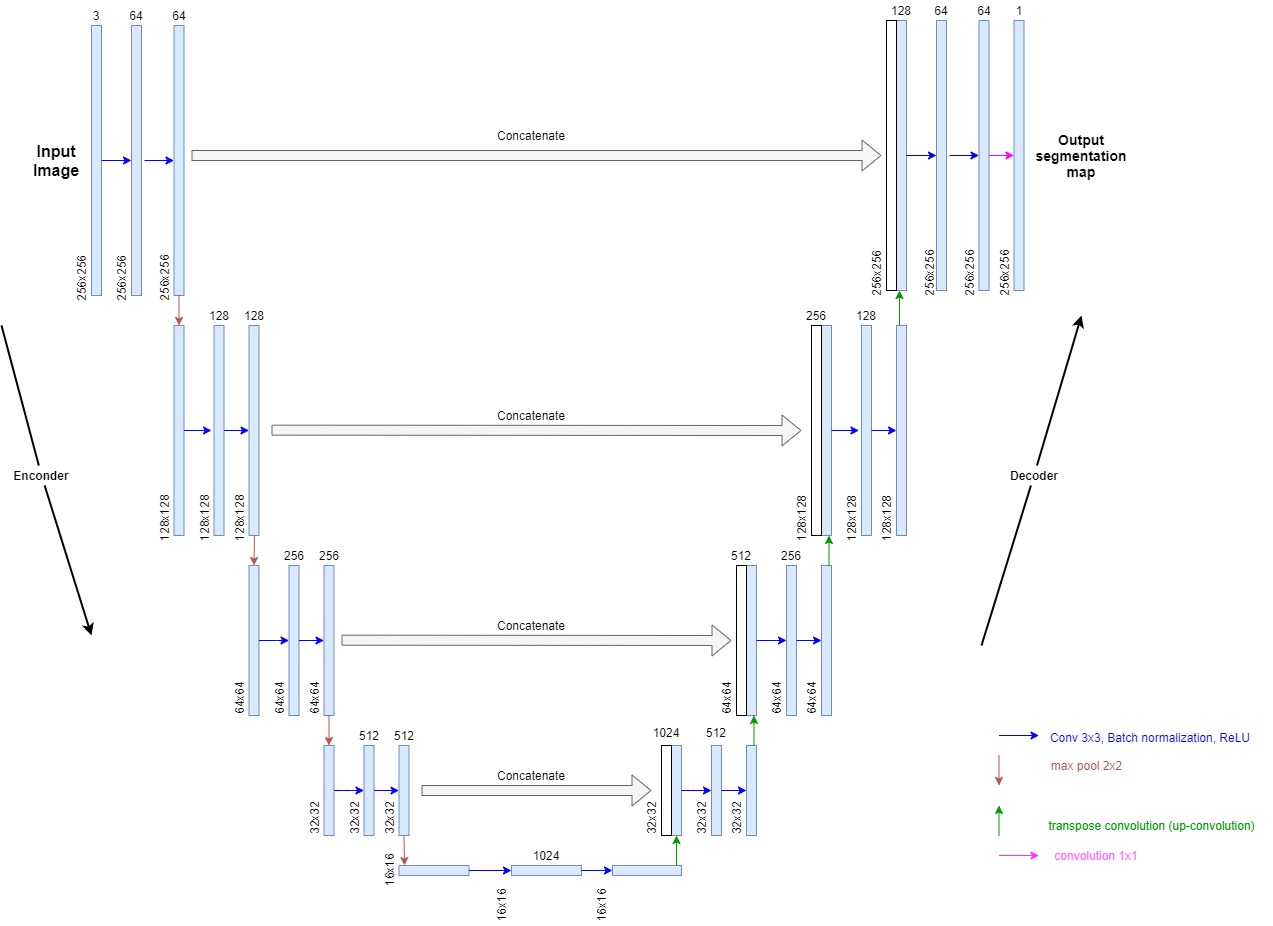 3 64 64
128 64 64 1
Concatenate
Input
Image
Output
segmentation
map
256x256
256x256
256x256
256x256
256x256
256x256
256x256
128 128
256 128
Concatenate
128x128
128x128
128x128
128x128
128x128
128x128
Enconder
Decoder
256 256
512 256
Concatenate
64x64
64x64
64x64
64x64
64x64
64x64
512 512
1024 512
Concatenate
32x32
32x32
32x32
32x32
32x32
32x32
1024
16x16
16x16
16x16
Conv 3x3, Batch normalization, ReLU
max pool 2x2
transpose convolution (up-convolution)
convolution 1x1